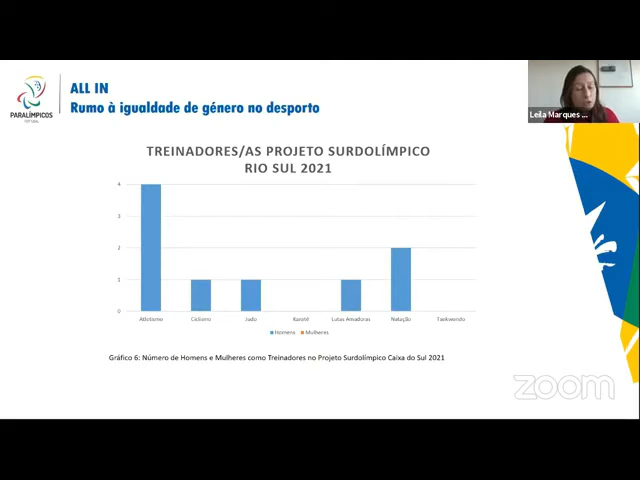 PARALÍMPICOS
PORTUGAL
ALL IN
Rumo à igualdade de género no desporto
Leila Marques ...
TREINADORES/AS PROJETO SURDOLÍMPICO
RIO SUL 2021
4
3
2
1
0
Atletismo Ciclismo Judo Karaté Lutas Amadoras Natação Taekwondo
Homens Mulheres
Gráfico 6: Número de Homens e Mulheres como Treinadores no Projeto Surdolímpico Caixa do Sul 2021
zoom